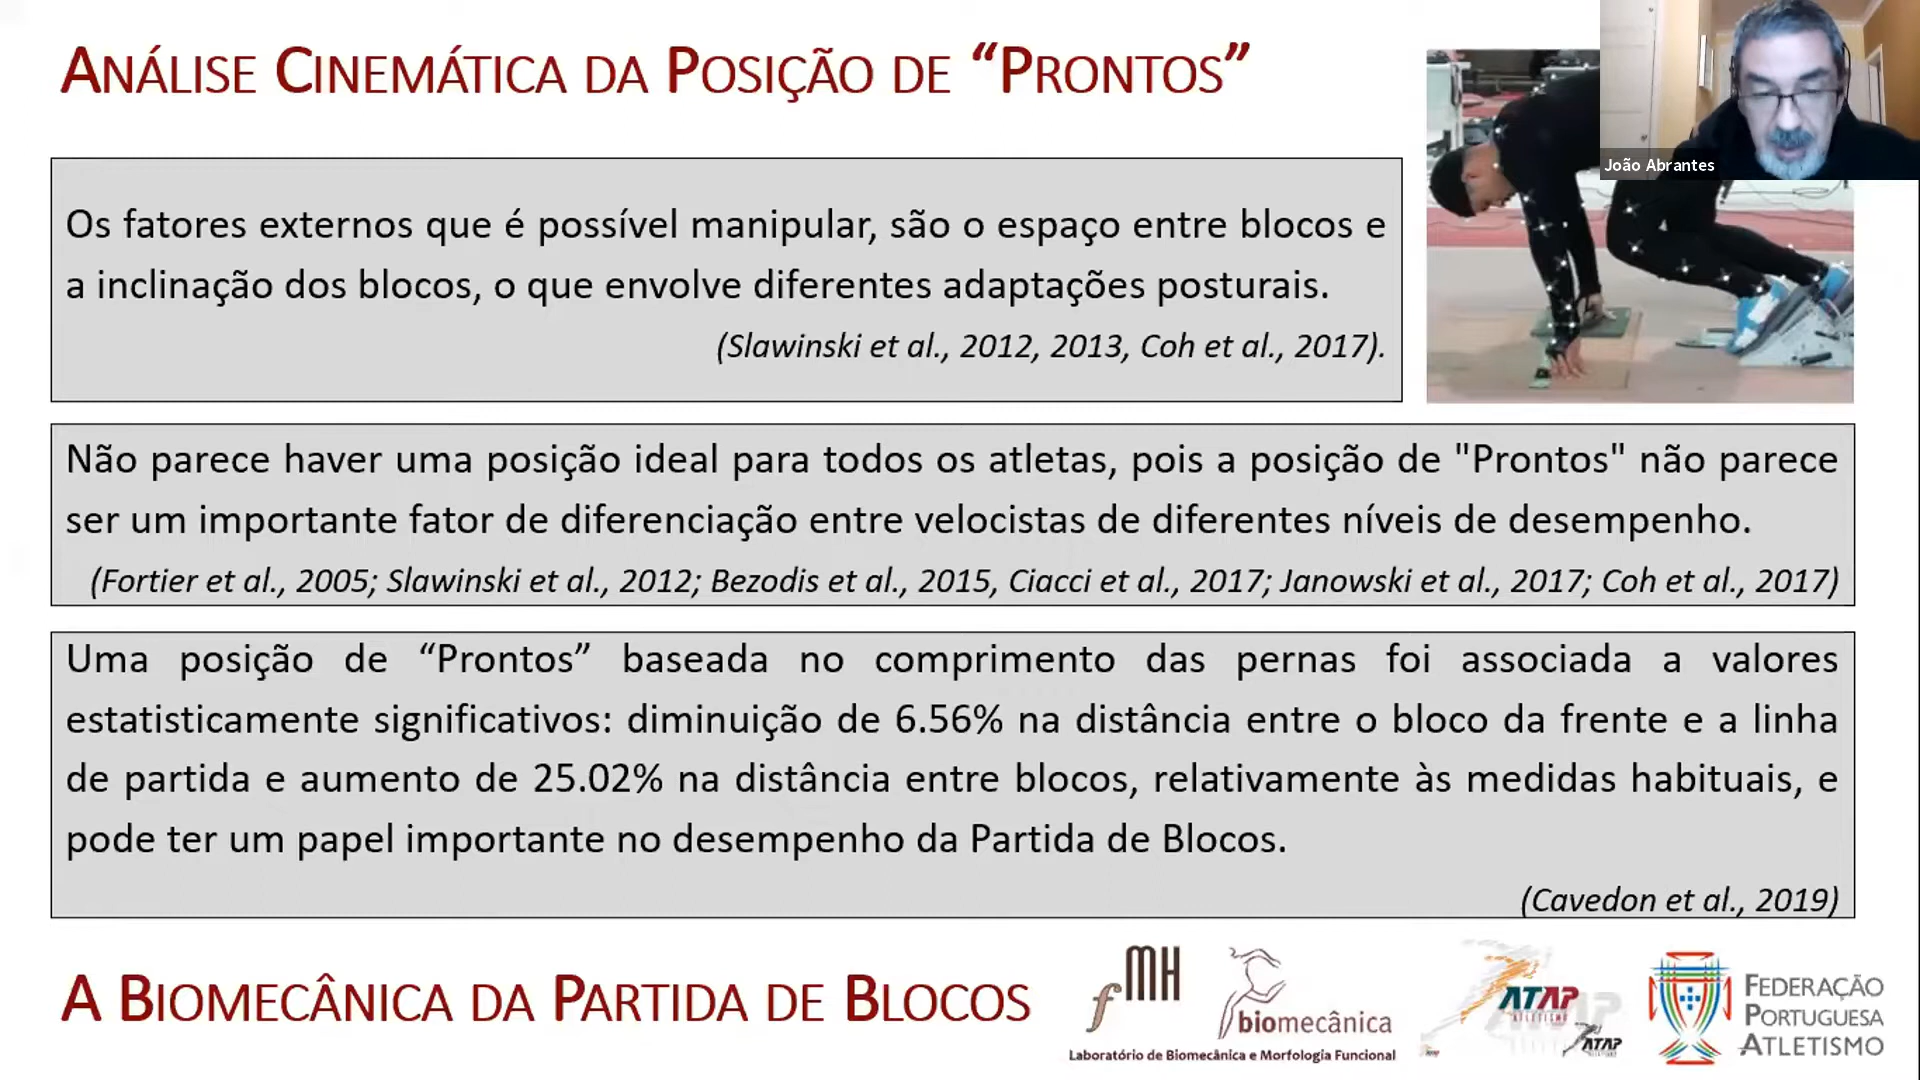 ANÁLISE CINEMÁTICA DA POSIÇÃO DE “PRONTOS”
João Abrantes
Os fatores externos que é possível manipular, são o espaço entre blocos e
a inclinação dos blocos, o que envolve diferentes adaptações posturais.
(Slawinski et al., 2012, 2013, Coh et al., 2017).
Não parece haver uma posição ideal para todos os atletas, pois a posição de "Prontos" não parece
ser um importante fator de diferenciação entre velocistas de diferentes níveis de desempenho.
(Fortier et al., 2005; Slawinski et al., 2012; Bezodis et al., 2015, Ciacci et al., 2017; Janowski et al., 2017; Coh et al., 2017)
Uma posição de “Prontos” baseada no comprimento das pernas foi associada a valores
estatisticamente significativos: diminuição de 6.56% na distância entre o bloco da frente e a linha
de partida e aumento de 25.02% na distância entre blocos, relativamente às medidas habituais, e
pode ter um papel importante no desempenho da Partida de Blocos.
(Cavedon et al., 2019)
A BIOMECÂNICA DA PARTIDA DE BLOCOS
fMH
biomecânica
Laboratório de Biomecânica e Morfologia Funcional
ATAP
ATLETISMO
ATAP
FEDERAÇÃO
PORTUGUESA
ATLETISMO